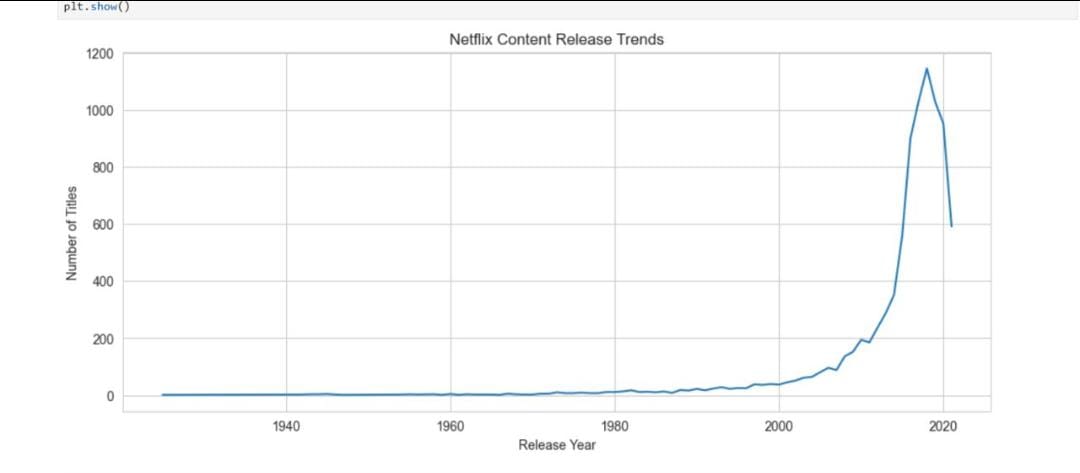 plt.show()
Netflix Content Release Trends
1200
1000
800
600
400
200
0
Number of Titles
1940 1960 1980 2000 2020
Release Year